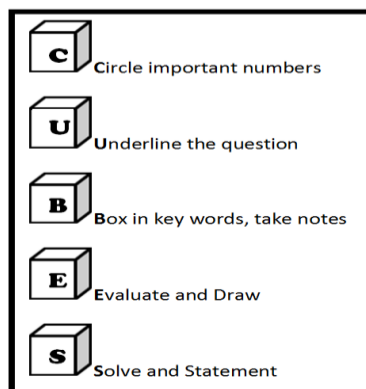 C
Circle important numbers
U
Underline the question
B
Box in key words, take notes
E
Evaluate and Draw
S
Solve and Statement